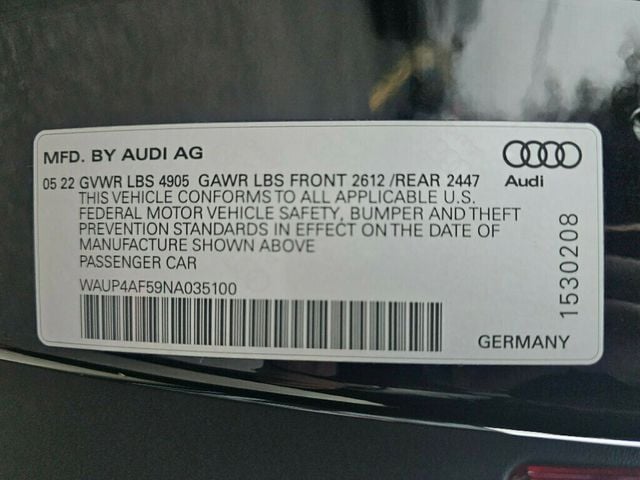 MFD. BY AUDI AG
05 22 GVWR LBS 4905 GAWR LBS FRONT 2612 /REAR 2447
THIS VEHICLE CONFORMS TO ALL APPLICABLE U.S.
FEDERAL MOTOR VEHICLE SAFETY, BUMPER AND THEFT
PREVENTION STANDARDS IN EFFECT ON THE DATE OF
MANUFACTURE SHOWN ABOVE
PASSENGER CAR
WAUP4AF59NA035100
Audi
1530208
GERMANY